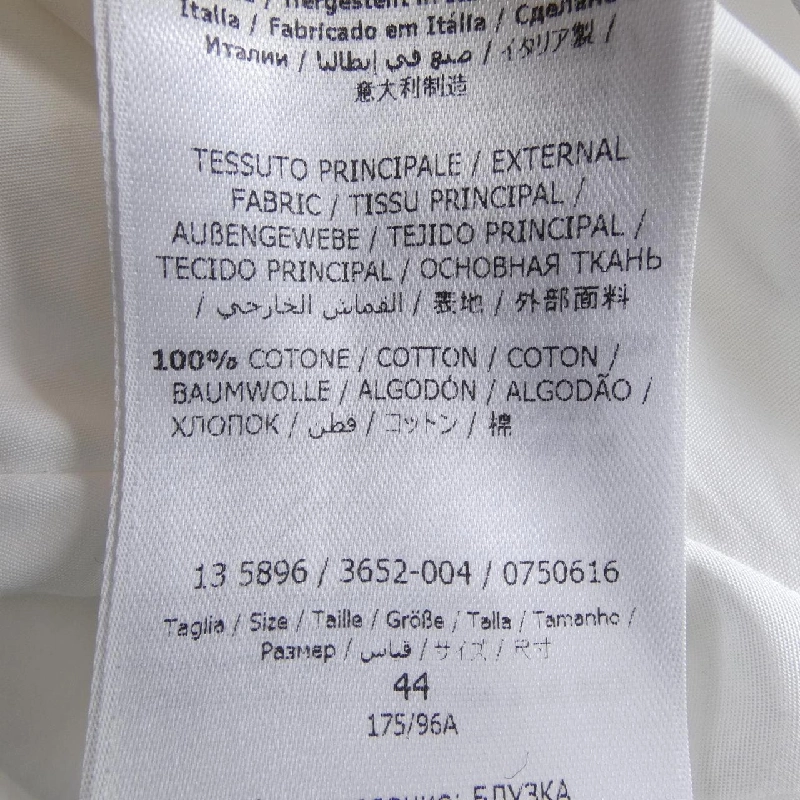 / Hergestellt in
Italia / Fabricado em Itália / Сделано
Италии / صنع في إيطاليا / イタリア製 /
意大利制造
TESSUTO PRINCIPALE / EXTERNAL
FABRIC / TISSU PRINCIPAL /
AUßENGEWEBE / TEJIDO PRINCIPAL /
TECIDO PRINCIPAL / ОСНОВНАЯ ТКАНЬ
/ القماش الخارجي / 表地 / 外部面料
100% COTONE / COTTON / COTON /
BAUMWOLLE / ALGODÓN / ALGODÃO /
ХЛОПОК / قطن / コットン / 棉
13 5896 / 3652-004 / 0750616
Taglia / Size / Taille / Größe / Talla / Tamanho /
Размер / قياس / サイズ / 尺寸
44
175/96A
БЛУЗКА